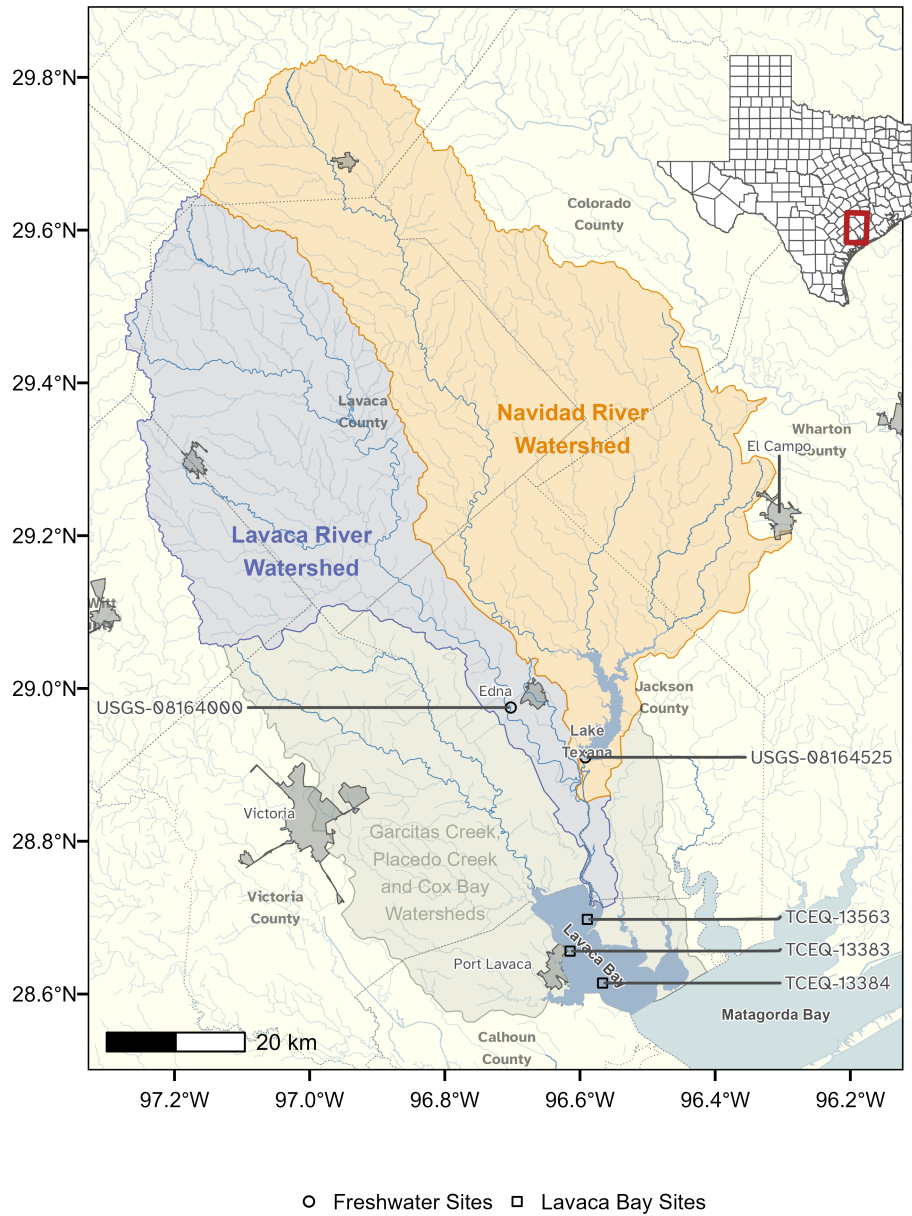 29.8°N
29.6°N
29.4°N
29.2°N
29.0°N
28.8°N
28.6°N
Colorado
County
Lavaca
County
Navidad River
Watershed
Wharton
County
El Campo
Lavaca River
Watershed
Witt
Edna
USGS-08164000
Jackson
County
Lake
Texana
USGS-08164525
Victoria
Garcitas Creek,
Placedo Creek
and Cox Bay
Watersheds
Victoria
County
TCEQ-13563
TCEQ-13383
TCEQ-13384
Lavaca Bay
Port Lavaca
Matagorda Bay
Calhoun
County
20 km
97.2°W
97.0°W
96.8°W
96.6°W
96.4°W
96.2°W
Freshwater Sites
Lavaca Bay Sites